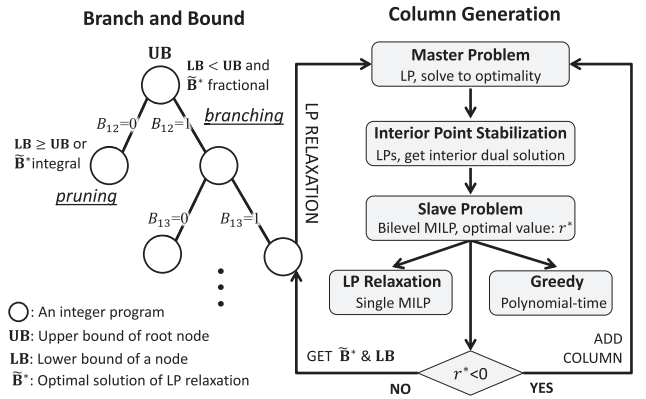 Branch and Bound
UB
LB < UB and
B̃* fractional
branching
B₁₂=0
B₁₂=1
LB ≥ UB or
B̃*integral
pruning
B₁₃=0
B₁₃=1
: An integer program
UB: Upper bound of root node
LB: Lower bound of a node
B̃*: Optimal solution of LP relaxation
Column Generation
LP RELAXATION
Master Problem
LP, solve to optimality
Interior Point Stabilization
LPs, get interior dual solution
Slave Problem
Bilevel MILP, optimal value: r*
LP Relaxation
Single MILP
Greedy
Polynomial-time
GET B̃* & LB
ADD
COLUMN
r*<0
NO
YES